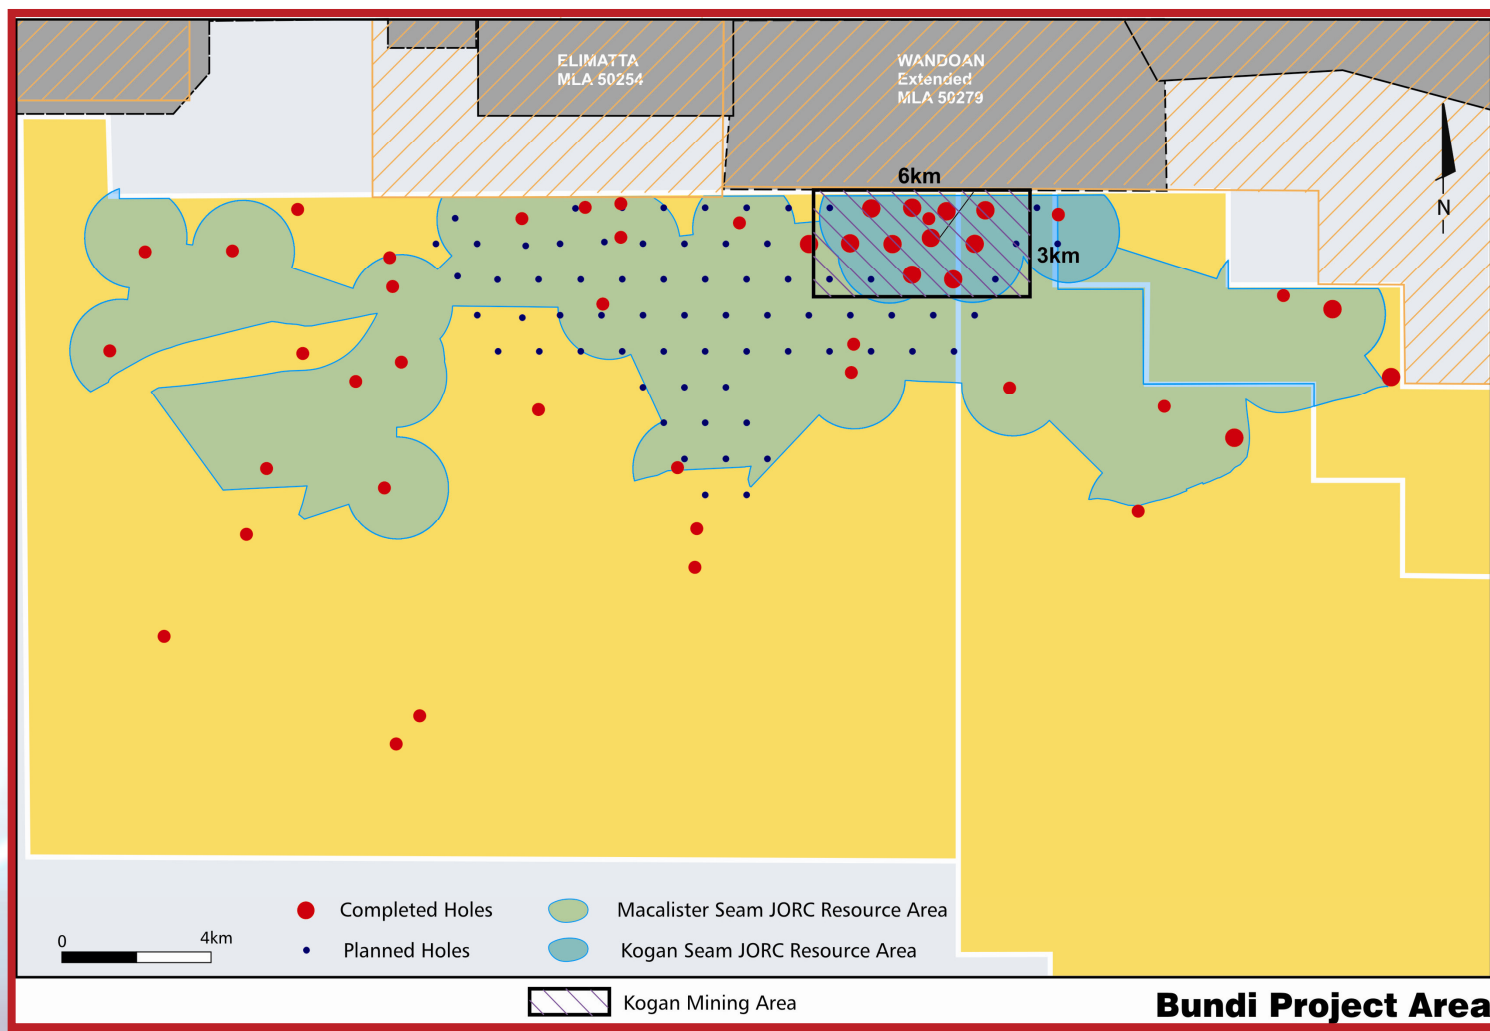 ELIMATTA
MLA 50254
WANDOAN
Extended
MLA 50279
6km
3km
N
0
4km
Completed Holes
Planned Holes
Macalister Seam JORC Resource Area
Kogan Seam JORC Resource Area
Kogan Mining Area
Bundi Project Area